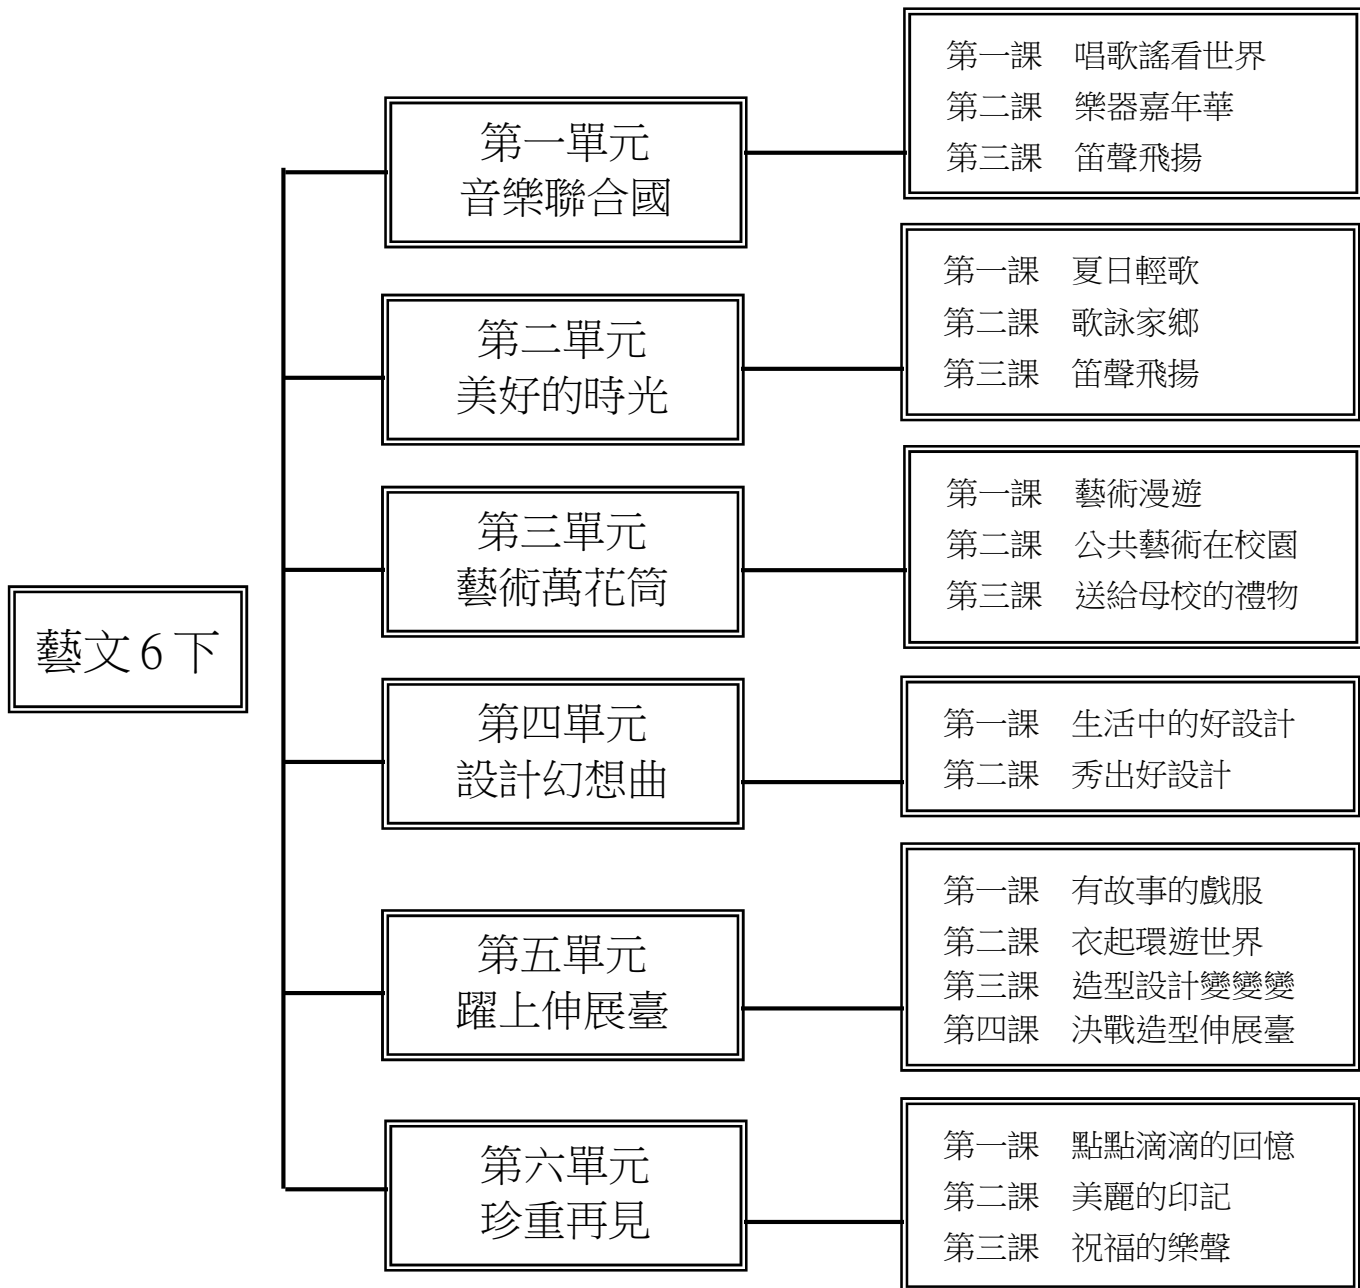 藝文6下
第一單元
音樂聯合國
第一課　唱歌謠看世界
第二課　樂器嘉年華
第三課　笛聲飛揚
第二單元
美好的時光
第一課　夏日輕歌
第二課　歌詠家鄉
第三課　笛聲飛揚
第三單元
藝術萬花筒
第一課　藝術漫遊
第二課　公共藝術在校園
第三課　送給母校的禮物
第四單元
設計幻想曲
第一課　生活中的好設計
第二課　秀出好設計
第五單元
躍上伸展臺
第一課　有故事的戲服
第二課　衣起環遊世界
第三課　造型設計變變變
第四課　決戰造型伸展臺
第六單元
珍重再見
第一課　點點滴滴的回憶
第二課　美麗的印記
第三課　祝福的樂聲